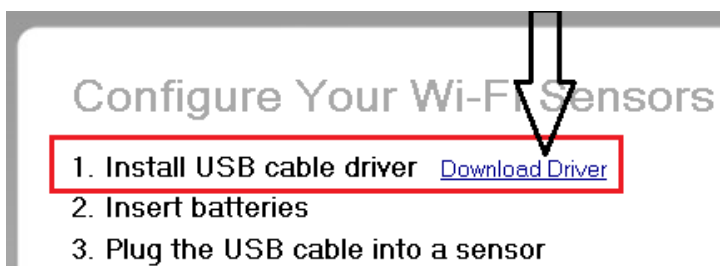 Configure Your Wi-Fi Sensors
1. Install USB cable driver Download Driver
2. Insert batteries
3. Plug the USB cable into a sensor